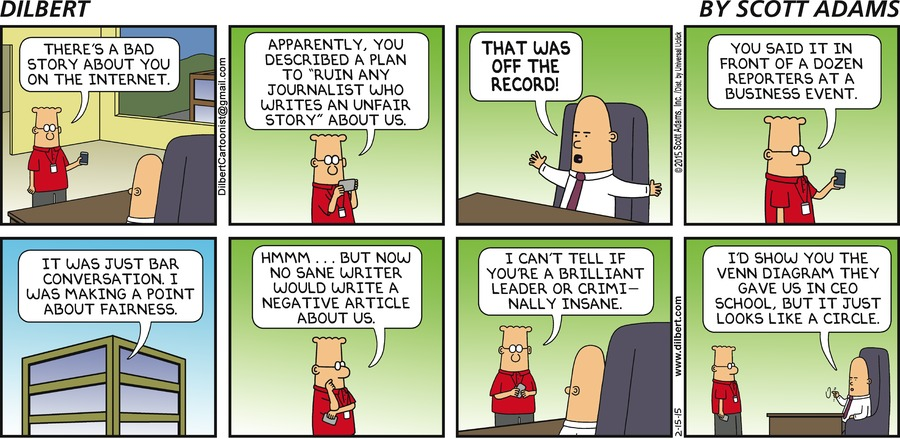 DILBERT
BY SCOTT ADAMS
THERE'S A BAD
STORY ABOUT YOU
ON THE INTERNET.
DilbertCartoonist@gmail.com
APPARENTLY, YOU
DESCRIBED A PLAN
TO "RUIN ANY
JOURNALIST WHO
WRITES AN UNFAIR
STORY" ABOUT US.
THAT WAS
OFF THE
RECORD!
©2015 Scott Adams, Inc. /Dist. by Universal Uclick
YOU SAID IT IN
FRONT OF A DOZEN
REPORTERS AT A
BUSINESS EVENT.
IT WAS JUST BAR
CONVERSATION. I
WAS MAKING A POINT
ABOUT FAIRNESS.
HMMM . . . BUT NOW
NO SANE WRITER
WOULD WRITE A
NEGATIVE ARTICLE
ABOUT US.
I CAN'T TELL IF
YOU'RE A BRILLIANT
LEADER OR CRIMI–
NALLY INSANE.
2-15-15 www.dilbert.com
I'D SHOW YOU THE
VENN DIAGRAM THEY
GAVE US IN CEO
SCHOOL, BUT IT JUST
LOOKS LIKE A CIRCLE.